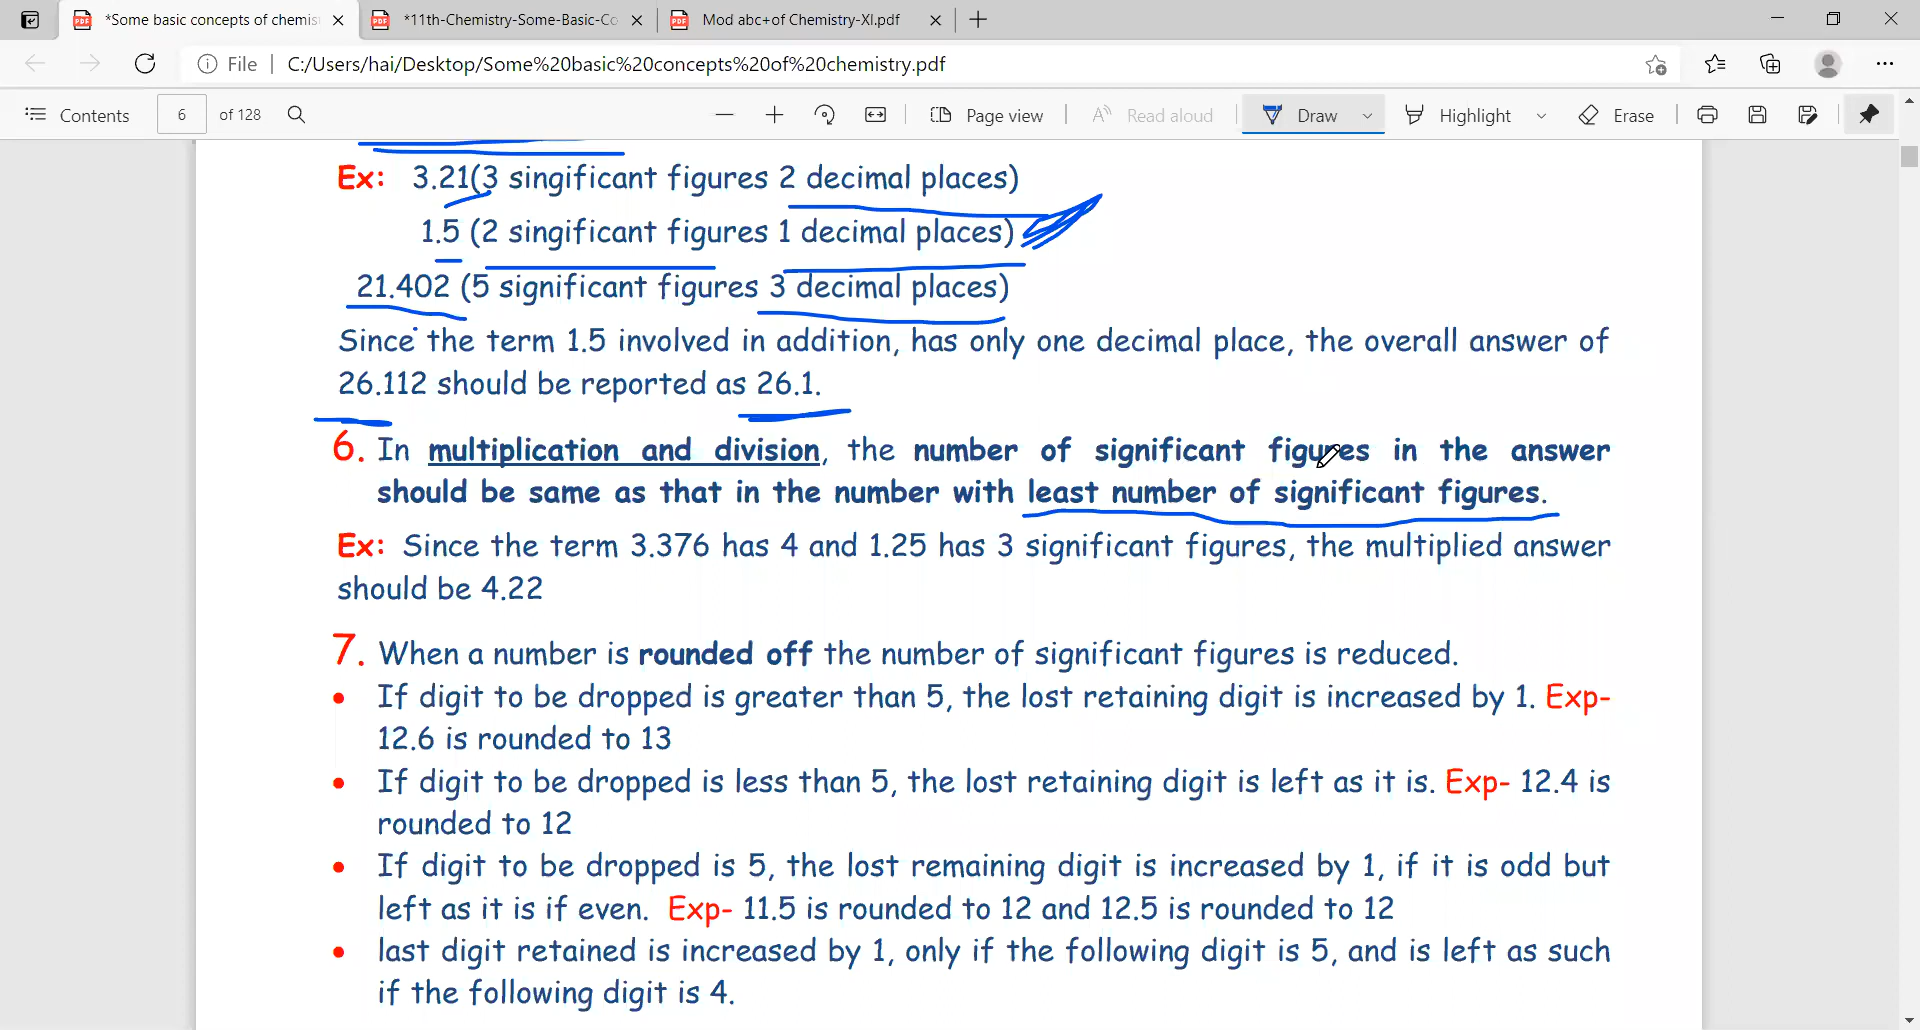 *Some basic concepts of chemis
*11th-Chemistry-Some-Basic-Co
Mod abc+of Chemistry-XI.pdf
File
C:/Users/hai/Desktop/Some%20basic%20concepts%20of%20chemistry.pdf
Contents
6
of 128
Page view
Read aloud
Draw
Highlight
Erase
Ex: 3.21(3 singificant figures 2 decimal places)
1.5 (2 singificant figures 1 decimal places)
21.402 (5 significant figures 3 decimal places)
Since the term 1.5 involved in addition, has only one decimal place, the overall answer of
26.112 should be reported as 26.1.
6. In multiplication and division, the number of significant figures in the answer
should be same as that in the number with least number of significant figures.
Ex: Since the term 3.376 has 4 and 1.25 has 3 significant figures, the multiplied answer
should be 4.22
7. When a number is rounded off the number of significant figures is reduced.
• If digit to be dropped is greater than 5, the lost retaining digit is increased by 1. Exp-
12.6 is rounded to 13
• If digit to be dropped is less than 5, the lost retaining digit is left as it is. Exp- 12.4 is
rounded to 12
• If digit to be dropped is 5, the lost remaining digit is increased by 1, if it is odd but
left as it is if even. Exp- 11.5 is rounded to 12 and 12.5 is rounded to 12
• last digit retained is increased by 1, only if the following digit is 5, and is left as such
if the following digit is 4.